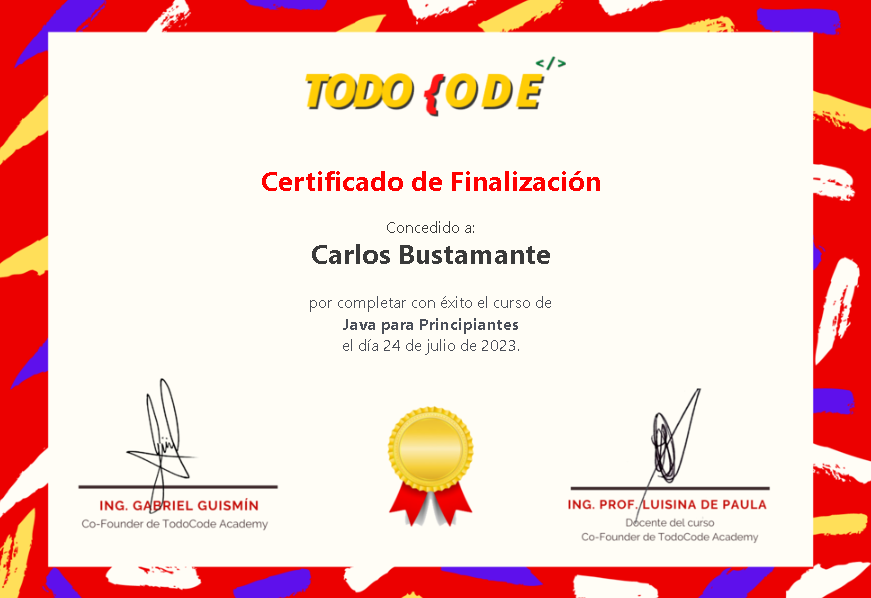 </>
TODO {ODE
Certificado de Finalización
Concedido a:
Carlos Bustamante
por completar con éxito el curso de
Java para Principiantes
el día 24 de julio de 2023.
ING. GABRIEL GUISMÍN
Co-Founder de TodoCode Academy
ING. PROF. LUISINA DE PAULA
Docente del curso
Co-Founder de TodoCode Academy